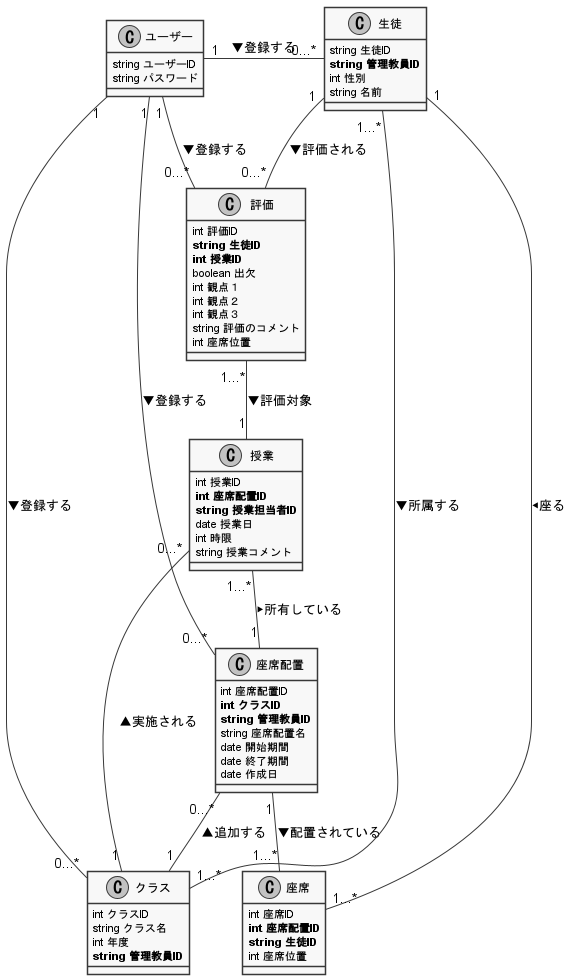 C ユーザー
string ユーザーID
string パスワード
C 生徒
string 生徒ID
string 管理教員ID
int 性別
string 名前
1 ▼登録する 0...*
1
1
1
1
1...*
1
▼登録する
0...*
▼評価される
0...*
C 評価
int 評価ID
string 生徒ID
int 授業ID
boolean 出欠
int 観点１
int 観点２
int 観点３
string 評価のコメント
int 座席位置
1...*
▼登録する
▼評価対象
1
C 授業
int 授業ID
int 座席配置ID
string 授業担当者ID
date 授業日
int 時限
string 授業コメント
▼登録する
▼所属する
◀座る
0...*
1...*
▶所有している
1
0...*
C 座席配置
int 座席配置ID
int クラスID
string 管理教員ID
string 座席配置名
date 開始期間
date 終了期間
date 作成日
▲実施される
0...*
1
▲追加する
▼配置されている
0...*
1
1
1...*
1...*
1...*
C クラス
int クラスID
string クラス名
int 年度
string 管理教員ID
C 座席
int 座席ID
int 座席配置ID
string 生徒ID
int 座席位置